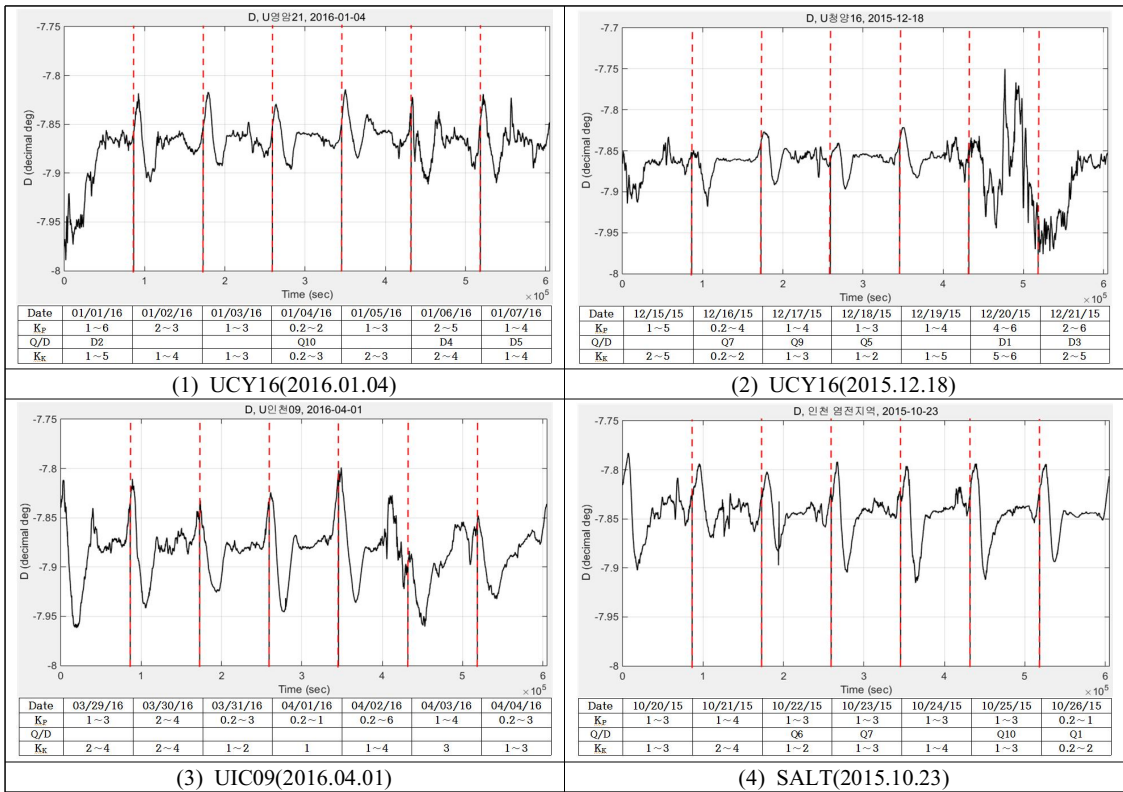 D, U영암21, 2016-01-04
D (decimal deg)
-7.75
-7.8
-7.85
-7.9
-7.95
-8
0 1 2 3 4 5 6
Time (sec)
×10⁵
Date 01/01/16 01/02/16 01/03/16 01/04/16 01/05/16 01/06/16 01/07/16
K_P 1~6 2~3 1~3 0.2~2 1~3 2~5 1~4
Q/D D2 Q10 D4 D5
K_K 1~5 1~4 1~3 0.2~3 2~3 2~4 1~4
(1) UCY16(2016.01.04)
D, U청양16, 2015-12-18
D (decimal deg)
-7.7
-7.75
-7.8
-7.85
-7.9
-7.95
-8
0 1 2 3 4 5 6
Time (sec)
×10⁵
Date 12/15/15 12/16/15 12/17/15 12/18/15 12/19/15 12/20/15 12/21/15
K_P 1~5 0.2~4 1~4 1~3 1~4 4~6 2~6
Q/D Q7 Q9 Q5 D1 D3
K_K 2~5 0.2~2 1~3 1~2 1~5 5~6 2~5
(2) UCY16(2015.12.18)
D, U인천09, 2016-04-01
D (decimal deg)
-7.75
-7.8
-7.85
-7.9
-7.95
-8
0 1 2 3 4 5 6
Time (sec)
×10⁵
Date 03/29/16 03/30/16 03/31/16 04/01/16 04/02/16 04/03/16 04/04/16
K_P 1~3 2~4 0.2~3 0.2~1 0.2~6 1~4 0.2~3
Q/D
K_K 2~4 2~4 1~2 1 1~4 3 1~3
(3) UIC09(2016.04.01)
D, 인천 염전지역, 2015-10-23
D (decimal deg)
-7.75
-7.8
-7.85
-7.9
-7.95
-8
0 1 2 3 4 5 6
Time (sec)
×10⁵
Date 10/20/15 10/21/15 10/22/15 10/23/15 10/24/15 10/25/15 10/26/15
K_P 1~3 1~4 1~3 1~3 1~3 1~3 0.2~1
Q/D Q6 Q7 Q10 Q1
K_K 1~3 2~4 1~2 1~3 1~4 1~3 0.2~2
(4) SALT(2015.10.23)